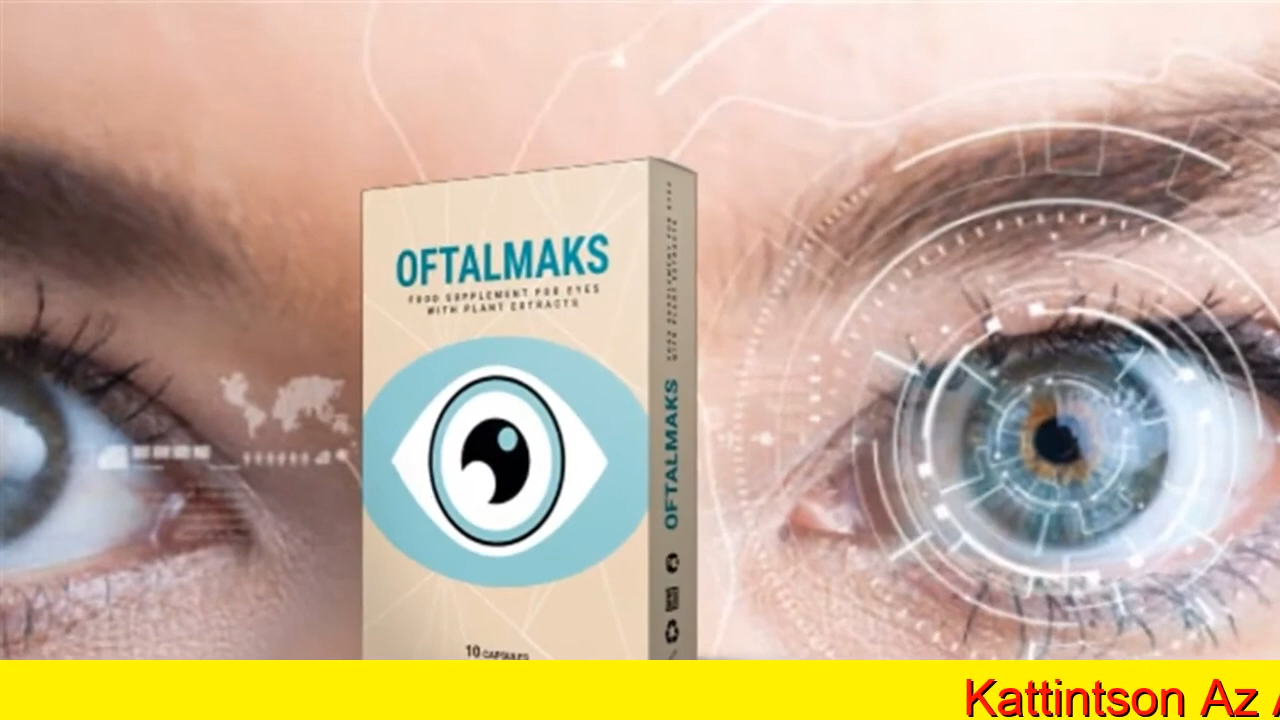 OFTALMAKS
FOOD SUPPLEMENT FOR EYES
WITH PLANT EXTRACTS
OFTALMAKS
10 CAPSULES
Kattintson Az